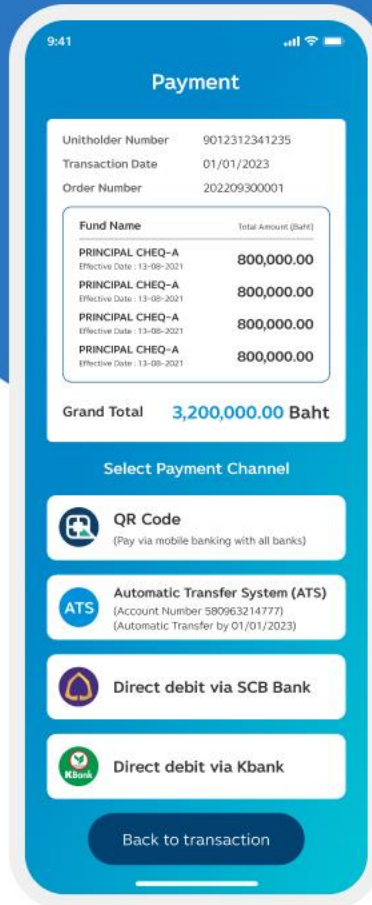 9:41
Payment
Unitholder Number 9012312341235
Transaction Date 01/01/2023
Order Number 202209300001
Fund Name Total Amount (Baht)
PRINCIPAL CHEQ-A 800,000.00
Effective Date : 13-08-2021
PRINCIPAL CHEQ-A 800,000.00
Effective Date : 13-08-2021
PRINCIPAL CHEQ-A 800,000.00
Effective Date : 13-08-2021
PRINCIPAL CHEQ-A 800,000.00
Effective Date : 13-08-2021
Grand Total 3,200,000.00 Baht
Select Payment Channel
QR Code
(Pay via mobile banking with all banks)
ATS
Automatic Transfer System (ATS)
(Account Number 580963214777)
(Automatic Transfer by 01/01/2023)
Direct debit via SCB Bank
KBank
Direct debit via Kbank
Back to transaction